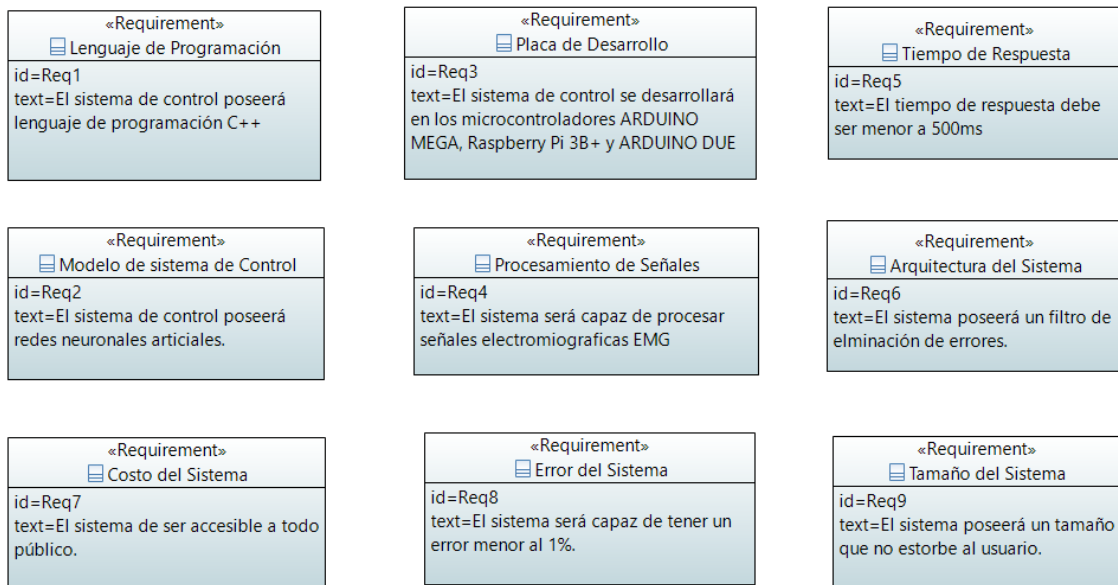 «Requirement»
Lenguaje de Programación
id=Req1
text=El sistema de control poseerá
lenguaje de programación C++
«Requirement»
Placa de Desarrollo
id=Req3
text=El sistema de control se desarrollará
en los microcontroladores ARDUINO
MEGA, Raspberry Pi 3B+ y ARDUINO DUE
«Requirement»
Tiempo de Respuesta
id=Req5
text=El tiempo de respuesta debe
ser menor a 500ms
«Requirement»
Modelo de sistema de Control
id=Req2
text=El sistema de control poseerá
redes neuronales articiales.
«Requirement»
Procesamiento de Señales
id=Req4
text=El sistema será capaz de procesar
señales electromiograficas EMG
«Requirement»
Arquitectura del Sistema
id=Req6
text=El sistema poseerá un filtro de
elminación de errores.
«Requirement»
Costo del Sistema
id=Req7
text=El sistema de ser accesible a todo
público.
«Requirement»
Error del Sistema
id=Req8
text=El sistema será capaz de tener un
error menor al 1%.
«Requirement»
Tamaño del Sistema
id=Req9
text=El sistema poseerá un tamaño
que no estorbe al usuario.